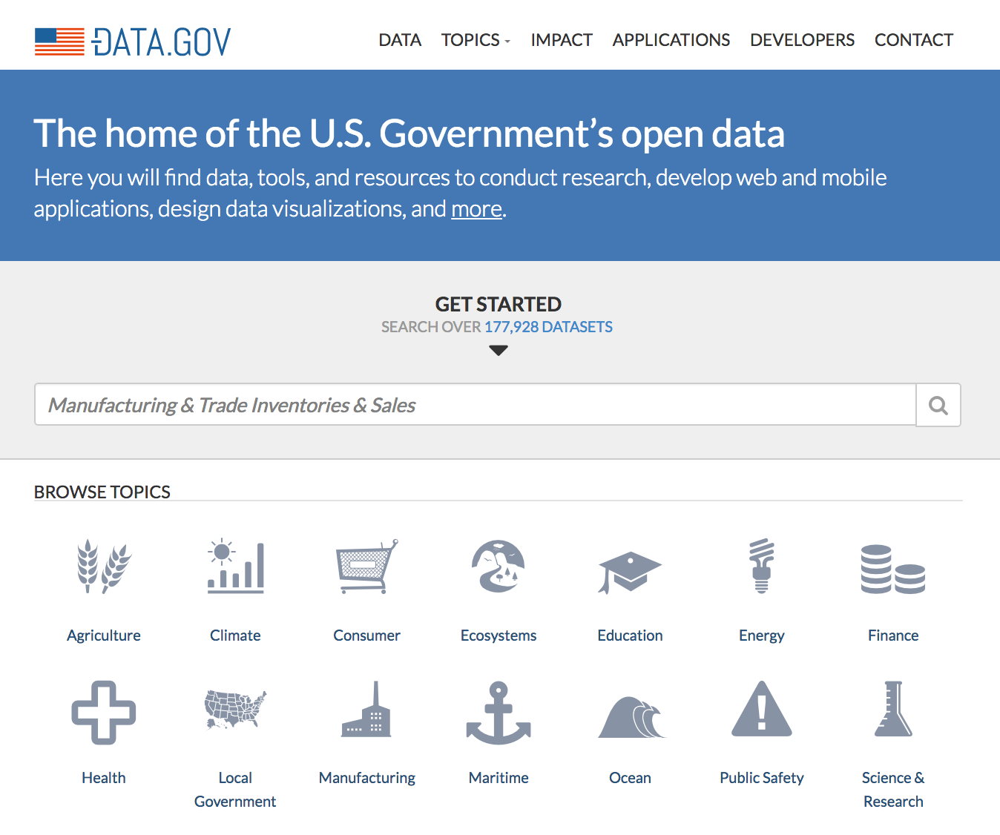 DATA.GOV
DATA TOPICS IMPACT APPLICATIONS DEVELOPERS CONTACT
The home of the U.S. Government’s open data
Here you will find data, tools, and resources to conduct research, develop web and mobile
applications, design data visualizations, and more.
GET STARTED
SEARCH OVER 177,928 DATASETS
Manufacturing & Trade Inventories & Sales
BROWSE TOPICS
Agriculture Climate Consumer Ecosystems Education Energy Finance
Health Local Manufacturing Maritime Ocean Public Safety Science &
Government Research